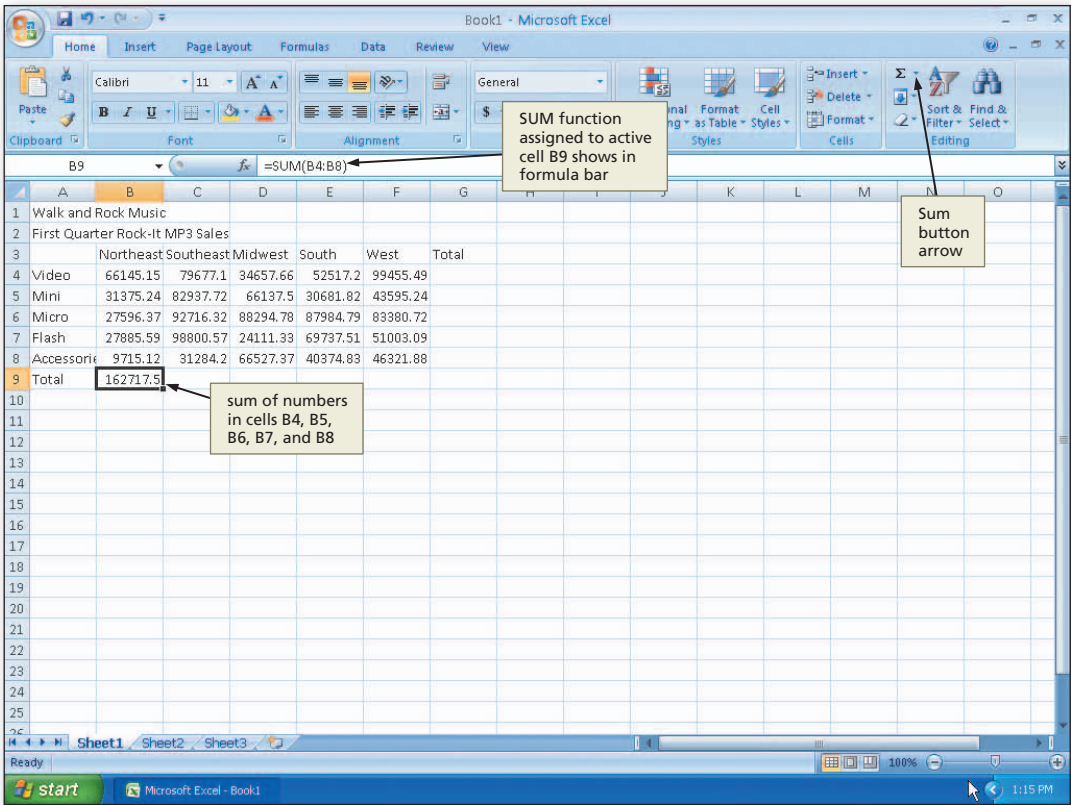 Book1 - Microsoft Excel
Home Insert Page Layout Formulas Data Review View
Paste
Calibri 11 A A
B I U A
General
$
Format as Table
Cell Styles
Insert
Delete
Format
Σ
Sort & Filter
Find & Select
Clipboard Font Alignment Styles Cells Editing
SUM function
assigned to active
cell B9 shows in
formula bar
B9 fx =SUM(B4:B8)
A B C D E F G K L M O
Sum
button
arrow
1 Walk and Rock Music
2 First Quarter Rock-It MP3 Sales
3 Northeast Southeast Midwest South West Total
4 Video 66145.15 79677.1 34657.66 52517.2 99455.49
5 Mini 31375.24 82937.72 66137.5 30681.82 43595.24
6 Micro 27596.37 92716.32 88294.78 87984.79 83380.72
7 Flash 27885.59 98800.57 24111.33 69737.51 51003.09
8 Accessorie 9715.12 31284.2 66527.37 40374.83 46321.88
9 Total 162717.5
sum of numbers
in cells B4, B5,
B6, B7, and B8
10
11
12
13
14
15
16
17
18
19
20
21
22
23
24
25
Sheet1 Sheet2 Sheet3
Ready 100%
start Microsoft Excel - Book1 1:15 PM